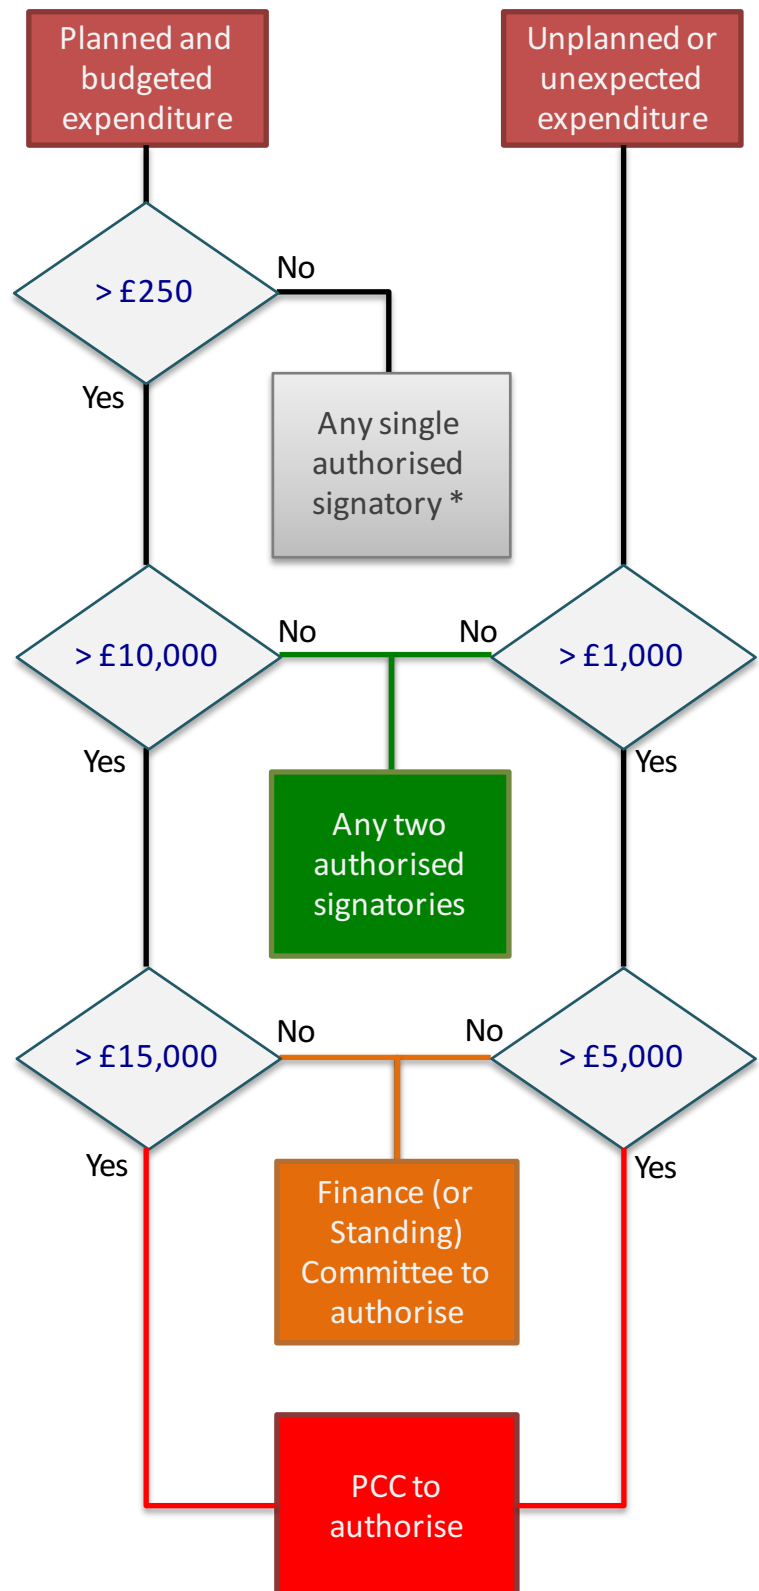 Planned and
budgeted
expenditure
Unplanned or
unexpected
expenditure
> £250
No
Yes
Any single
authorised
signatory *
> £10,000
No
No
> £1,000
Yes
Yes
Any two
authorised
signatories
> £15,000
No
No
> £5,000
Yes
Yes
Finance (or
Standing)
Committee to
authorise
PCC to
authorise